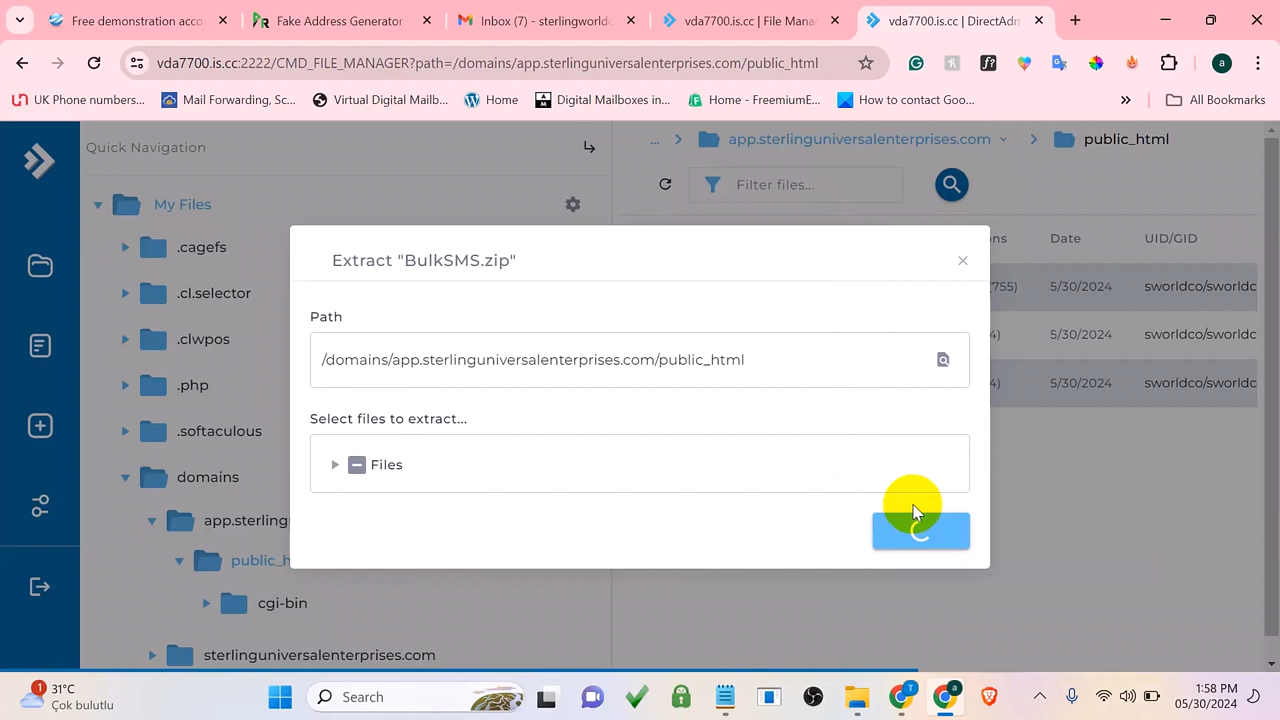 Free demonstration acco
Fake Address Generator
Inbox (7) - sterlingworldc
vda7700.is.cc | File Mana
vda7700.is.cc | DirectAdm
vda7700.is.cc:2222/CMD_FILE_MANAGER?path=/domains/app.sterlinguniversalenterprises.com/public_html
a
UK Phone numbers...
Mail Forwarding, Sc...
Virtual Digital Mailb...
Home
Digital Mailboxes in...
Home - FreemiumE...
How to contact Goo...
All Bookmarks
Quick Navigation
... app.sterlinguniversalenterprises.com public_html
My Files
Filter files...
.cagefs
ns Date UID/GID
.cl.selector
755) 5/30/2024 sworldco/sworldc
.clwpos
4) 5/30/2024 sworldco/sworldc
.php
4) 5/30/2024 sworldco/sworldc
.softaculous
domains
app.sterling
public_h
cgi-bin
sterlinguniversalenterprises.com
Extract "BulkSMS.zip"
Path
/domains/app.sterlinguniversalenterprises.com/public_html
Select files to extract...
Files
1
31°C
Çok bulutlu
Search
T
a
1:58 PM
05/30/2024